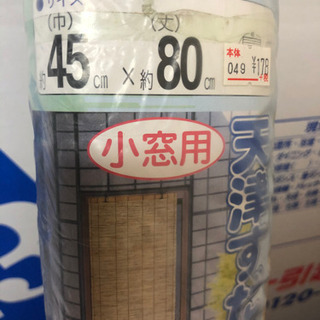 サイズ
(巾) (丈)
約45cm×約80cm
本体
049 ¥178
小窓用
天津すだ
0120-